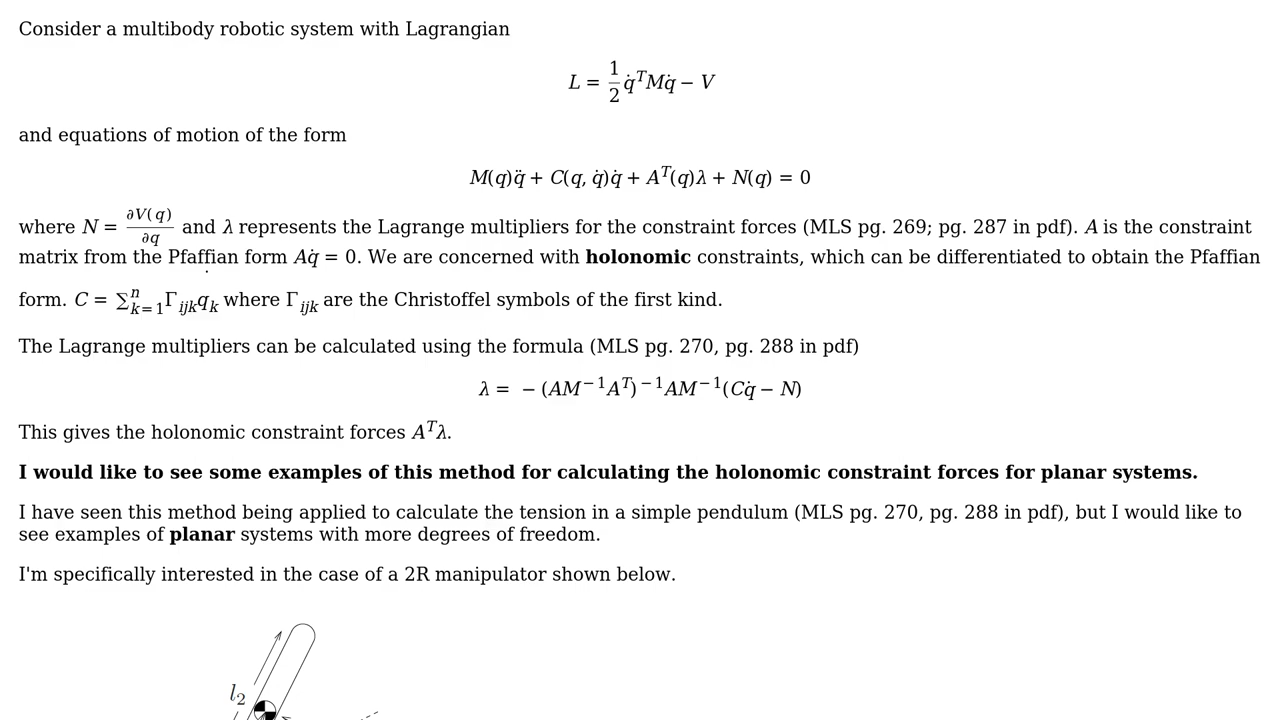 Consider a multibody robotic system with Lagrangian
L = 1/2 q̇ᵀMq̇ − V
and equations of motion of the form
M(q)q̈ + C(q, q̇)q̇ + Aᵀ(q)λ + N(q) = 0
where N = ∂V(q)/∂q and λ represents the Lagrange multipliers for the constraint forces (MLS pg. 269; pg. 287 in pdf). A is the constraint
matrix from the Pfaffian form Aq̇ = 0. We are concerned with holonomic constraints, which can be differentiated to obtain the Pfaffian
form. C = ∑ⁿₖ₌₁Γᵢⱼₖq̇ₖ where Γᵢⱼₖ are the Christoffel symbols of the first kind.
The Lagrange multipliers can be calculated using the formula (MLS pg. 270, pg. 288 in pdf)
λ = −(AM⁻¹Aᵀ)⁻¹AM⁻¹(Cq̇ − N)
This gives the holonomic constraint forces Aᵀλ.
I would like to see some examples of this method for calculating the holonomic constraint forces for planar systems.
I have seen this method being applied to calculate the tension in a simple pendulum (MLS pg. 270, pg. 288 in pdf), but I would like to
see examples of planar systems with more degrees of freedom.
I'm specifically interested in the case of a 2R manipulator shown below.
l₂